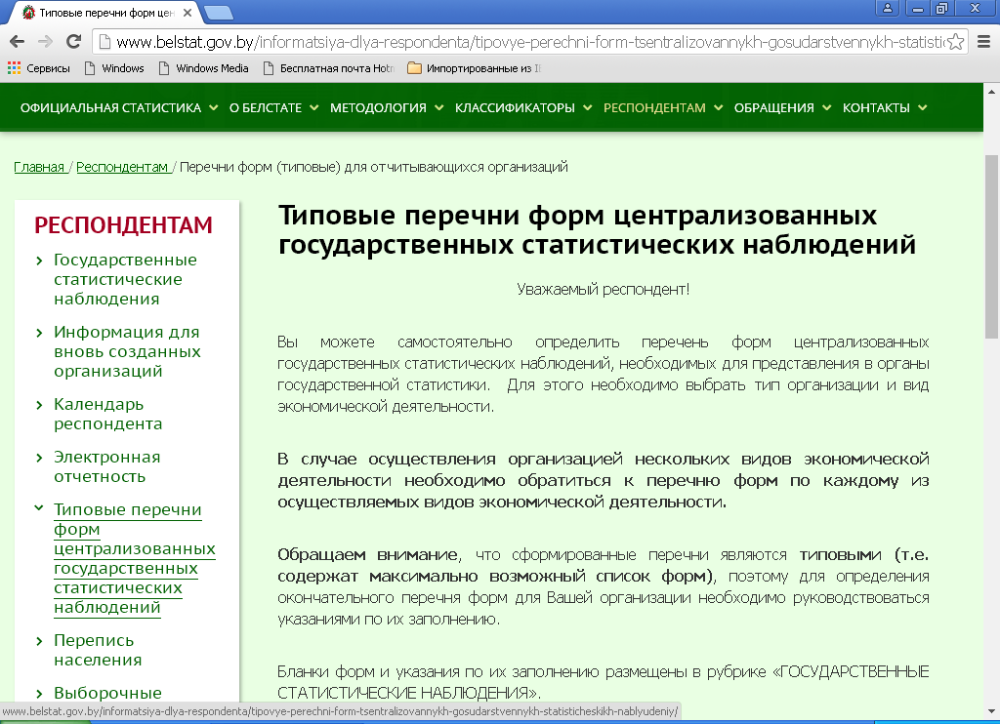 Типовые перечни форм цен
www.belstat.gov.by/informatsiya-dlya-respondenta/tipovye-perechni-form-tsentralizovannykh-gosudarstvennykh-statistic
Сервисы Windows Windows Media Бесплатная почта Hotm Импортированные из
ОФИЦИАЛЬНАЯ СТАТИСТИКА О БЕЛСТАТЕ МЕТОДОЛОГИЯ КЛАССИФИКАТОРЫ РЕСПОНДЕНТАМ ОБРАЩЕНИЯ КОНТАКТЫ
Главная / Респондентам / Перечни форм (типовые) для отчитывающихся организаций
РЕСПОНДЕНТАМ
Государственные
статистические
наблюдения
Информация для
вновь созданных
организаций
Календарь
респондента
Электронная
отчетность
Типовые перечни
форм
централизованных
государственных
статистических
наблюдений
Перепись
населения
Выборочные
Типовые перечни форм централизованных
государственных статистических наблюдений
Уважаемый респондент!
Вы можете самостоятельно определить перечень форм централизованных
государственных статистических наблюдений, необходимых для представления в органы
государственной статистики. Для этого необходимо выбрать тип организации и вид
экономической деятельности.
В случае осуществления организацией нескольких видов экономической
деятельности необходимо обратиться к перечню форм по каждому из
осуществляемых видов экономической деятельности.
Обращаем внимание, что сформированные перечни являются типовыми (т.е.
содержат максимально возможный список форм), поэтому для определения
окончательного перечня форм для Вашей организации необходимо руководствоваться
указаниями по их заполнению.
Бланки форм и указания по их заполнению размещены в рубрике «ГОСУДАРСТВЕННЫЕ
СТАТИСТИЧЕСКИЕ НАБЛЮДЕНИЯ».
www.belstat.gov.by/informatsiya-dlya-respondenta/tipovye-perechni-form-tsentralizovannykh-gosudarstvennykh-statisticheskikh-nablyudeniy/